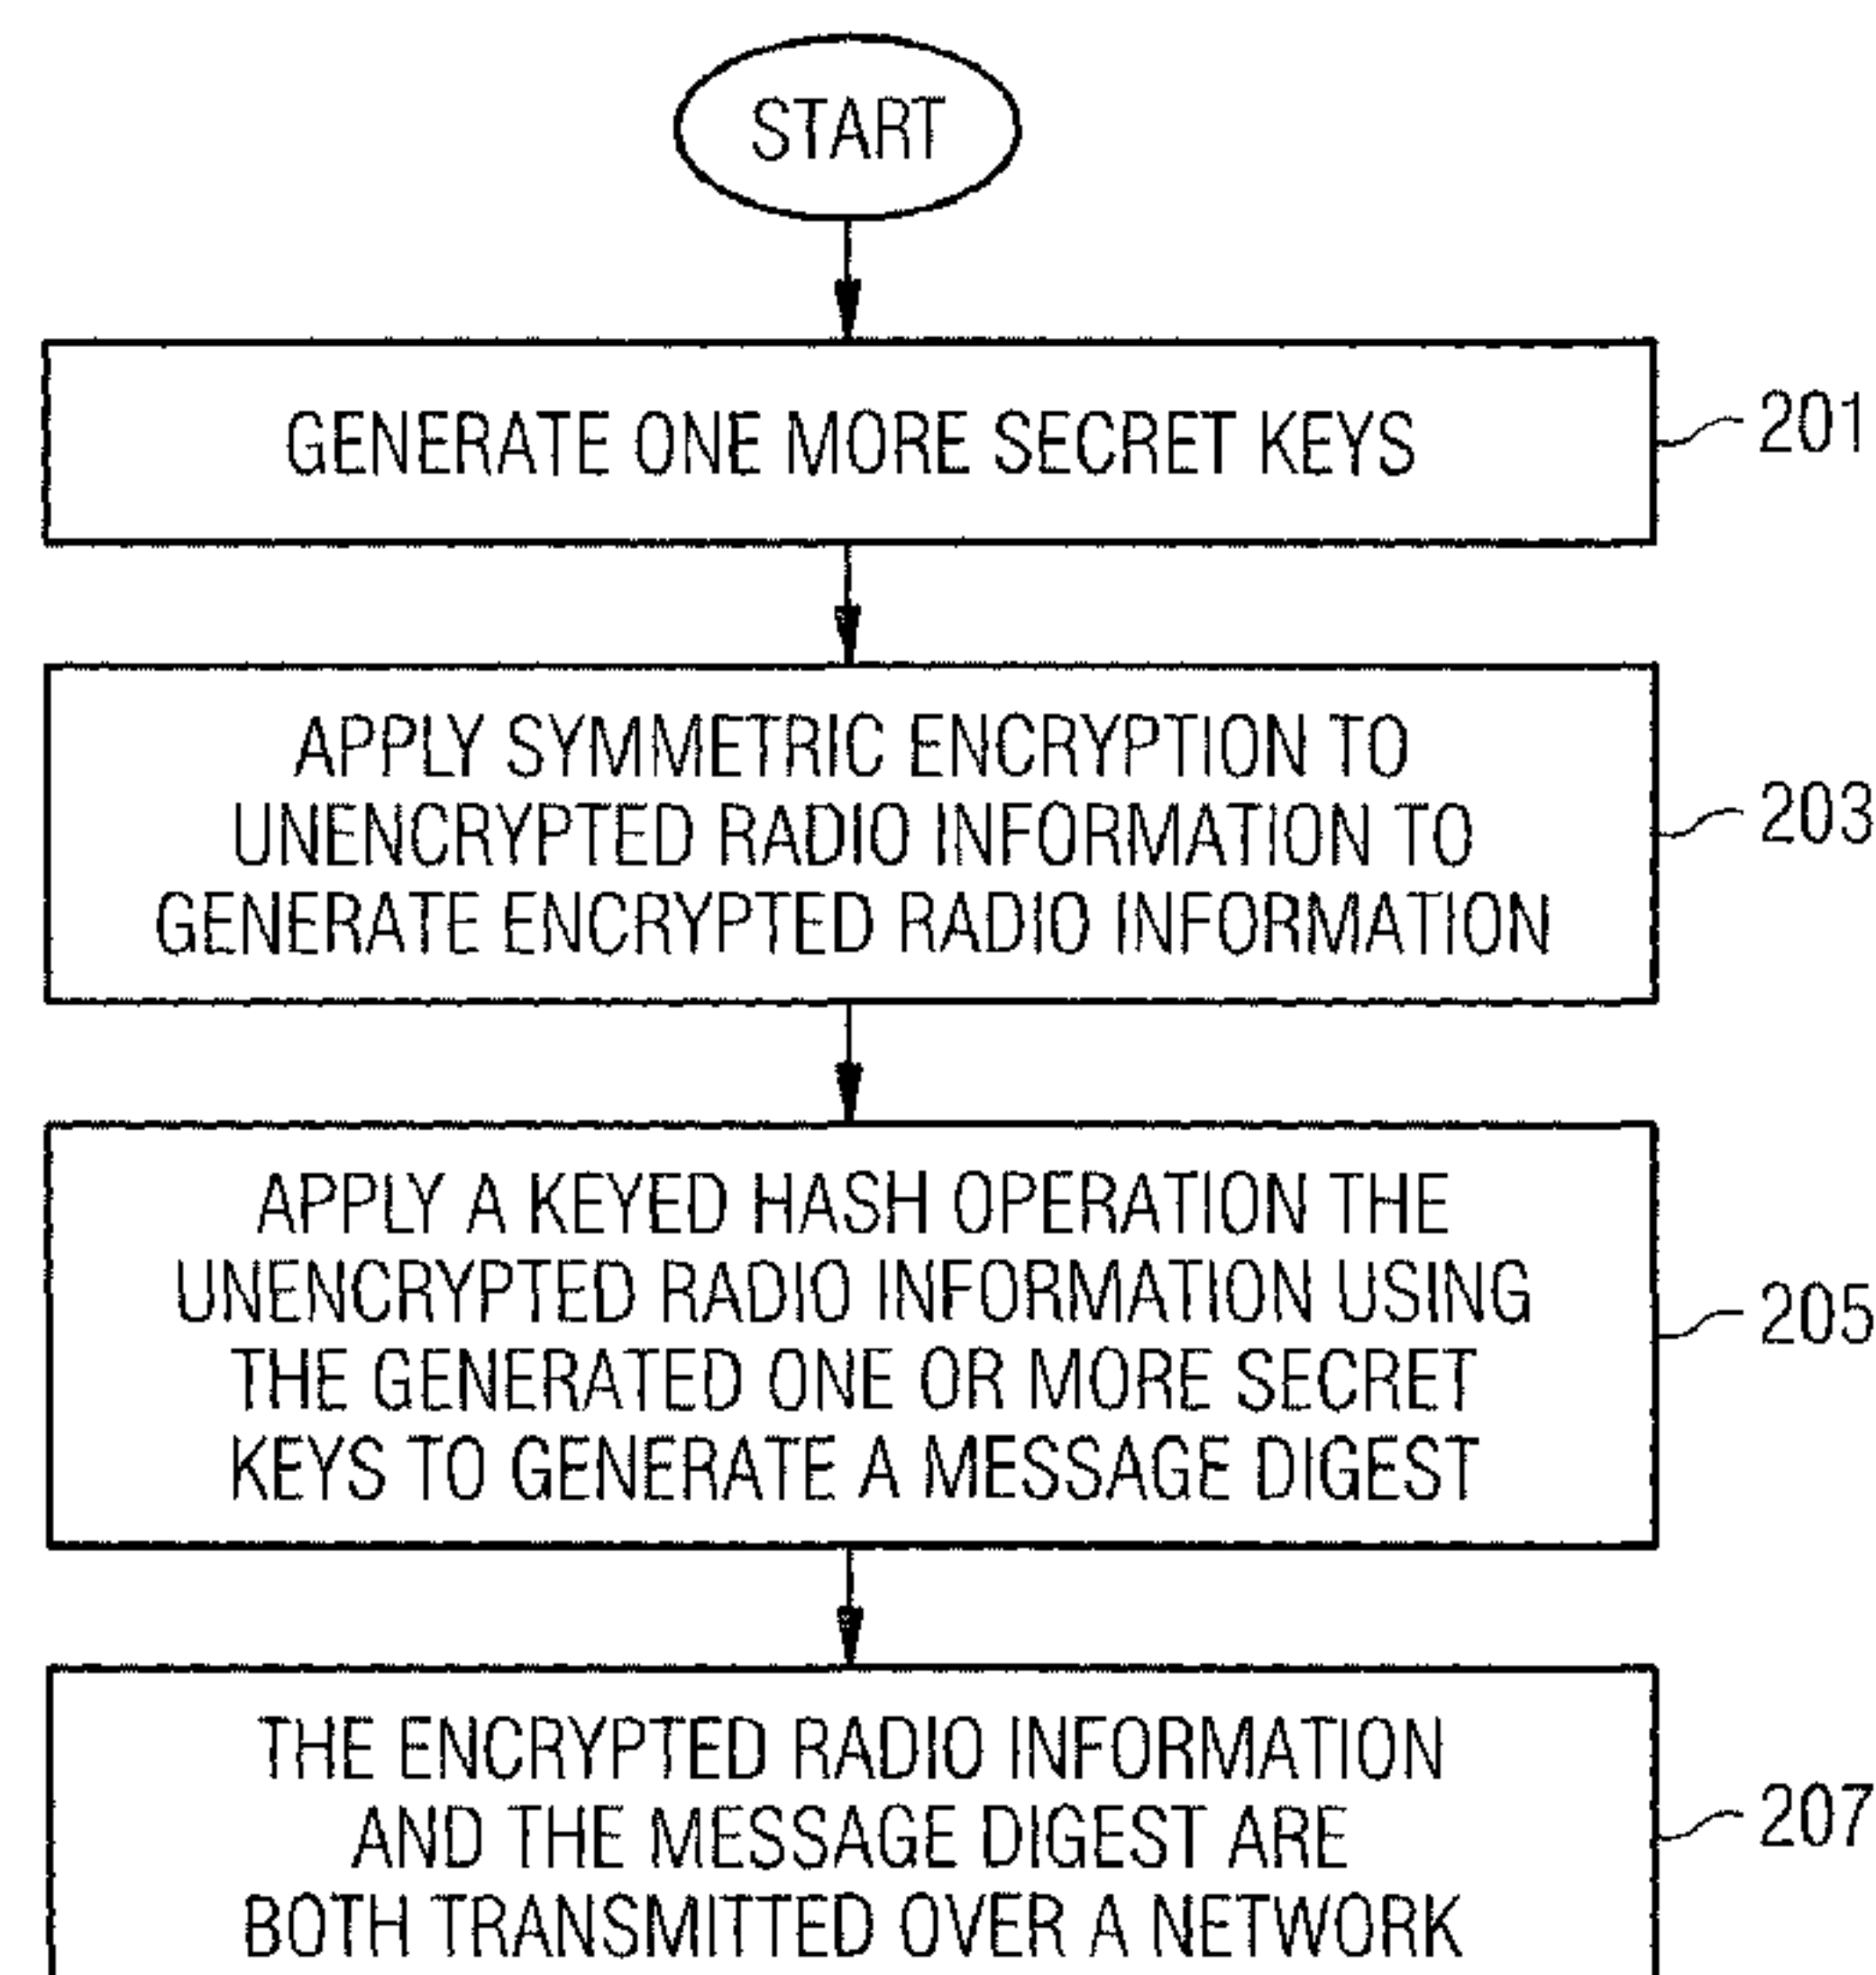 START
GENERATE ONE MORE SECRET KEYS
201
APPLY SYMMETRIC ENCRYPTION TO
UNENCRYPTED RADIO INFORMATION TO
GENERATE ENCRYPTED RADIO INFORMATION
203
APPLY A KEYED HASH OPERATION THE
UNENCRYPTED RADIO INFORMATION USING
THE GENERATED ONE OR MORE SECRET
KEYS TO GENERATE A MESSAGE DIGEST
205
THE ENCRYPTED RADIO INFORMATION
AND THE MESSAGE DIGEST ARE
BOTH TRANSMITTED OVER A NETWORK
207